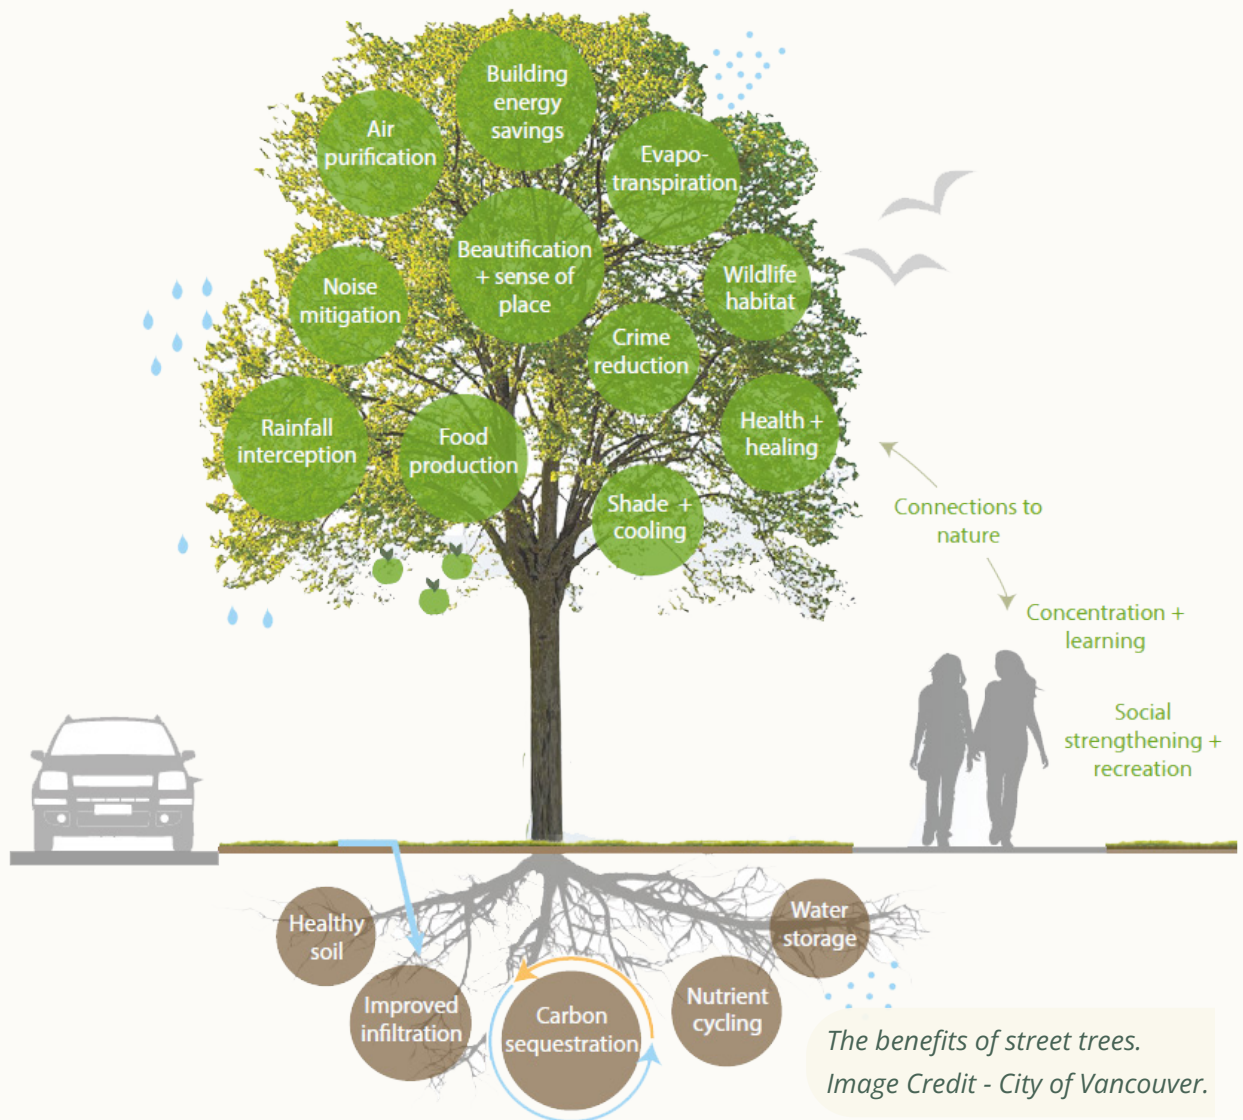 Building
energy
savings
Air
purification
Evapo-
transpiration
Beautification
+ sense of
place
Wildlife
habitat
Noise
mitigation
Crime
reduction
Rainfall
interception
Food
production
Health +
healing
Shade +
cooling
Connections to
nature
Concentration +
learning
Social
strengthening +
recreation
Healthy
soil
Water
storage
Improved
infiltration
Carbon
sequestration
Nutrient
cycling
The benefits of street trees.
Image Credit - City of Vancouver.